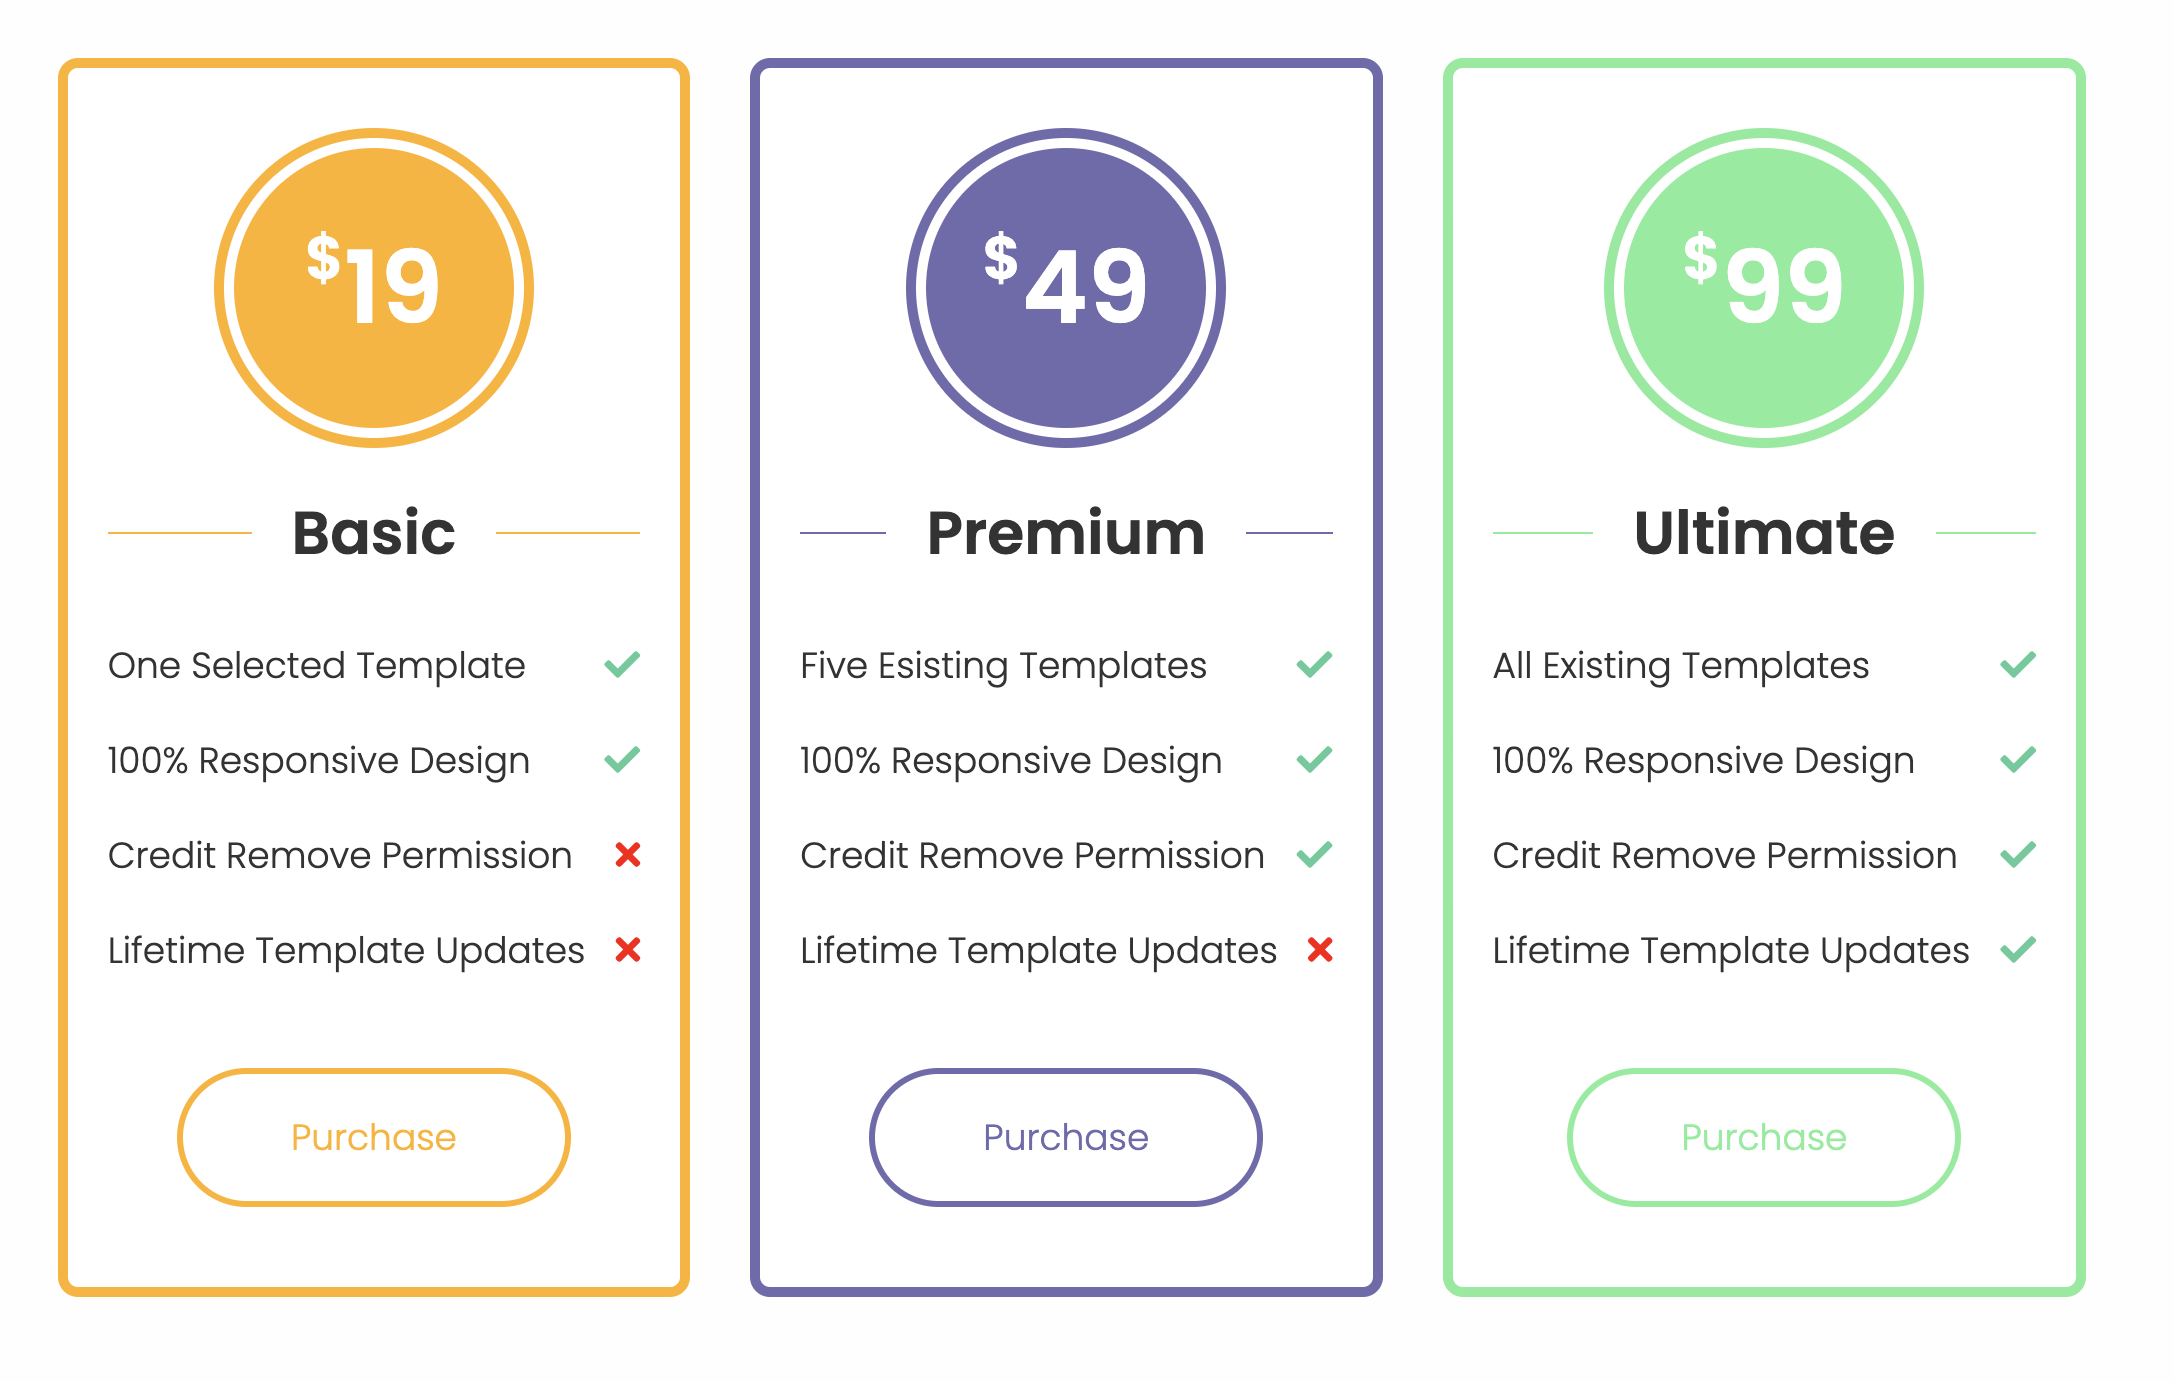 $19
Basic
One Selected Template
100% Responsive Design
Credit Remove Permission
Lifetime Template Updates
Purchase
$49
Premium
Five Esisting Templates
100% Responsive Design
Credit Remove Permission
Lifetime Template Updates
Purchase
$99
Ultimate
All Existing Templates
100% Responsive Design
Credit Remove Permission
Lifetime Template Updates
Purchase